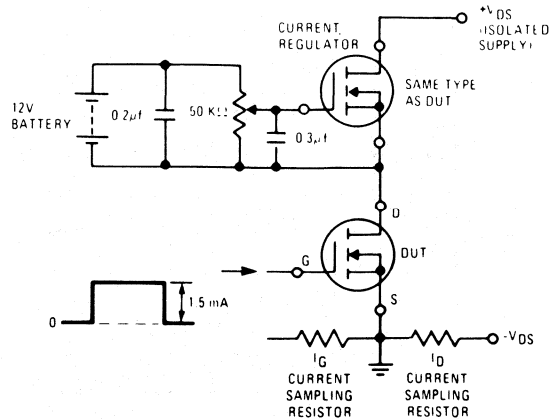 +VDS
(ISOLATED
SUPPLY)
CURRENT
REGULATOR
SAME TYPE
AS DUT
12V
BATTERY
0.2μf
50 KΩ
0.3μf
D
G
DUT
1.5 mA
0
S
-VDS
IG
CURRENT
SAMPLING
RESISTOR
ID
CURRENT
SAMPLING
RESISTOR